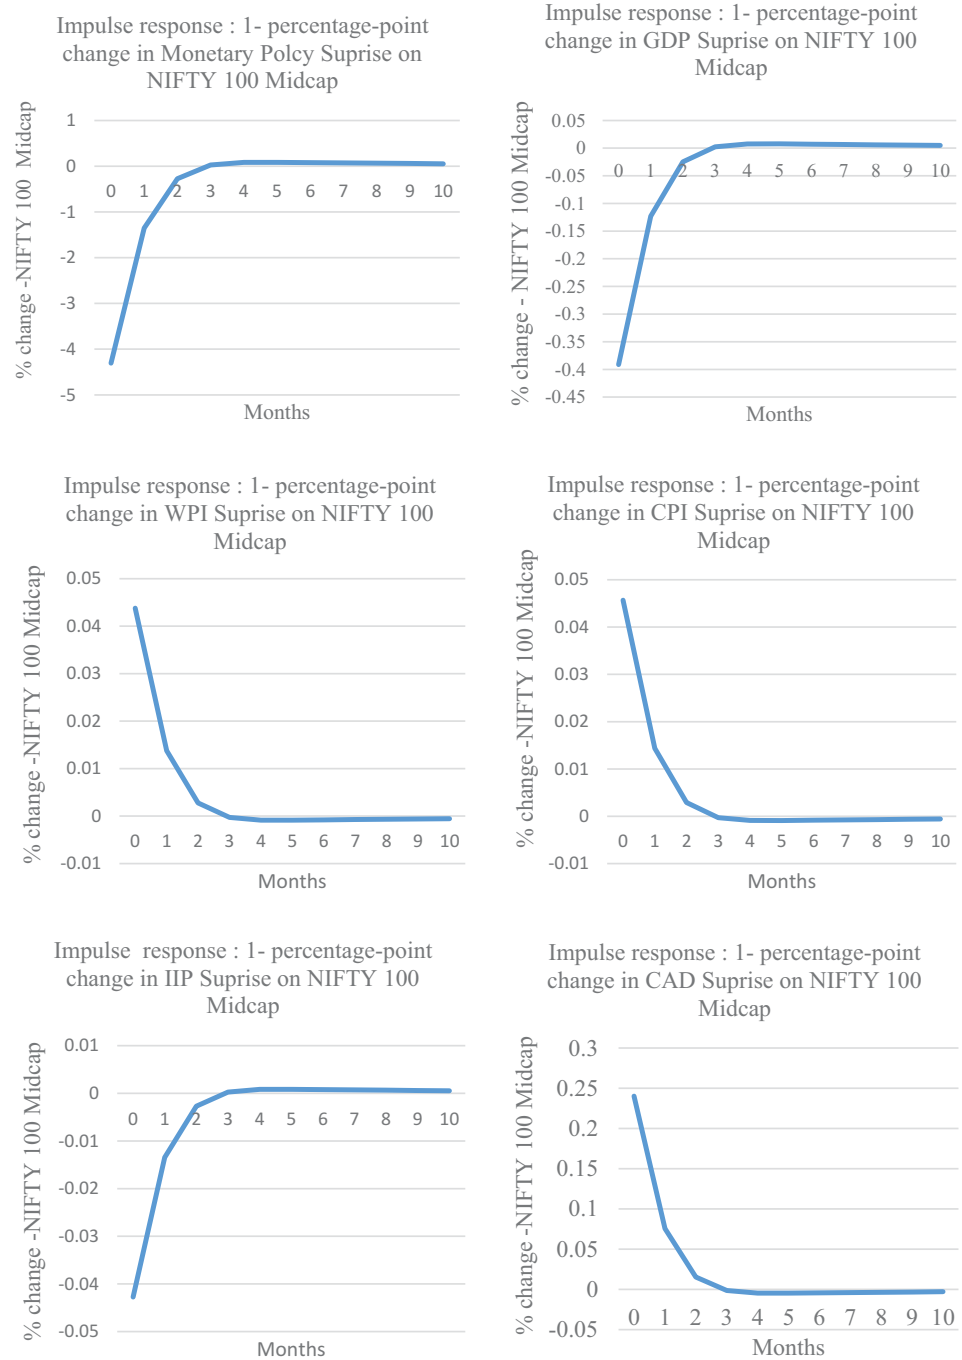 Impulse response : 1- percentage-point
change in Monetary Polcy Suprise on
NIFTY 100 Midcap
% change -NIFTY 100 Midcap
1
0
-1
-2
-3
-4
-5
0 1 2 3 4 5 6 7 8 9 10
Months
Impulse response : 1- percentage-point
change in GDP Suprise on NIFTY 100
Midcap
% change - NIFTY 100 Midcap
0.05
0
-0.05
-0.1
-0.15
-0.2
-0.25
-0.3
-0.35
-0.4
-0.45
0 1 2 3 4 5 6 7 8 9 10
Months
Impulse response : 1- percentage-point
change in WPI Suprise on NIFTY 100
Midcap
% change -NIFTY 100 Midcap
0.05
0.04
0.03
0.02
0.01
0
-0.01
0 1 2 3 4 5 6 7 8 9 10
Months
Impulse response : 1- percentage-point
change in CPI Suprise on NIFTY 100
Midcap
% change -NIFTY 100 Midcap
0.05
0.04
0.03
0.02
0.01
0
-0.01
0 1 2 3 4 5 6 7 8 9 10
Months
Impulse response : 1- percentage-point
change in IIP Suprise on NIFTY 100
Midcap
% change -NIFTY 100 Midcap
0.01
0
-0.01
-0.02
-0.03
-0.04
-0.05
0 1 2 3 4 5 6 7 8 9 10
Months
Impulse response : 1- percentage-point
change in CAD Suprise on NIFTY 100
Midcap
% change -NIFTY 100 Midcap
0.3
0.25
0.2
0.15
0.1
0.05
0
-0.05
0 1 2 3 4 5 6 7 8 9 10
Months